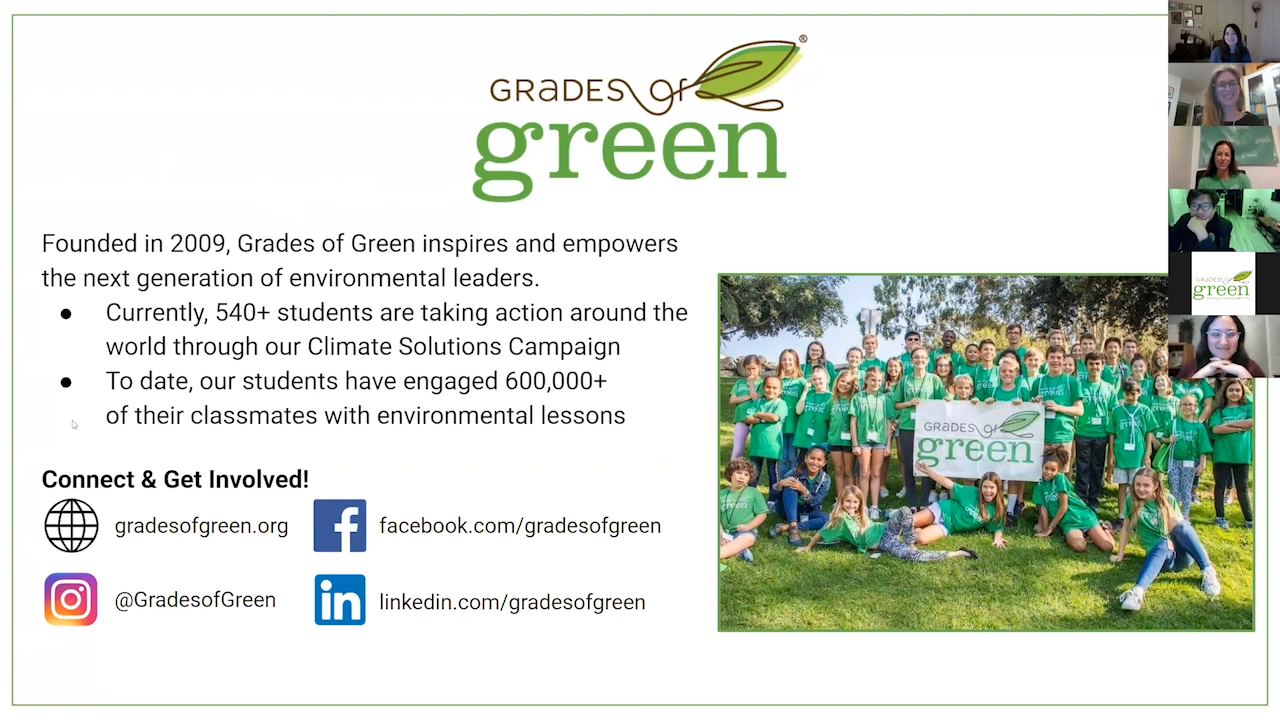 GRADES of ®
green
Founded in 2009, Grades of Green inspires and empowers
the next generation of environmental leaders.
● Currently, 540+ students are taking action around the
world through our Climate Solutions Campaign
● To date, our students have engaged 600,000+
of their classmates with environmental lessons
Connect & Get Involved!
gradesofgreen.org
facebook.com/gradesofgreen
@GradesofGreen
linkedin.com/gradesofgreen
GRADES of
green
GRADES of
green